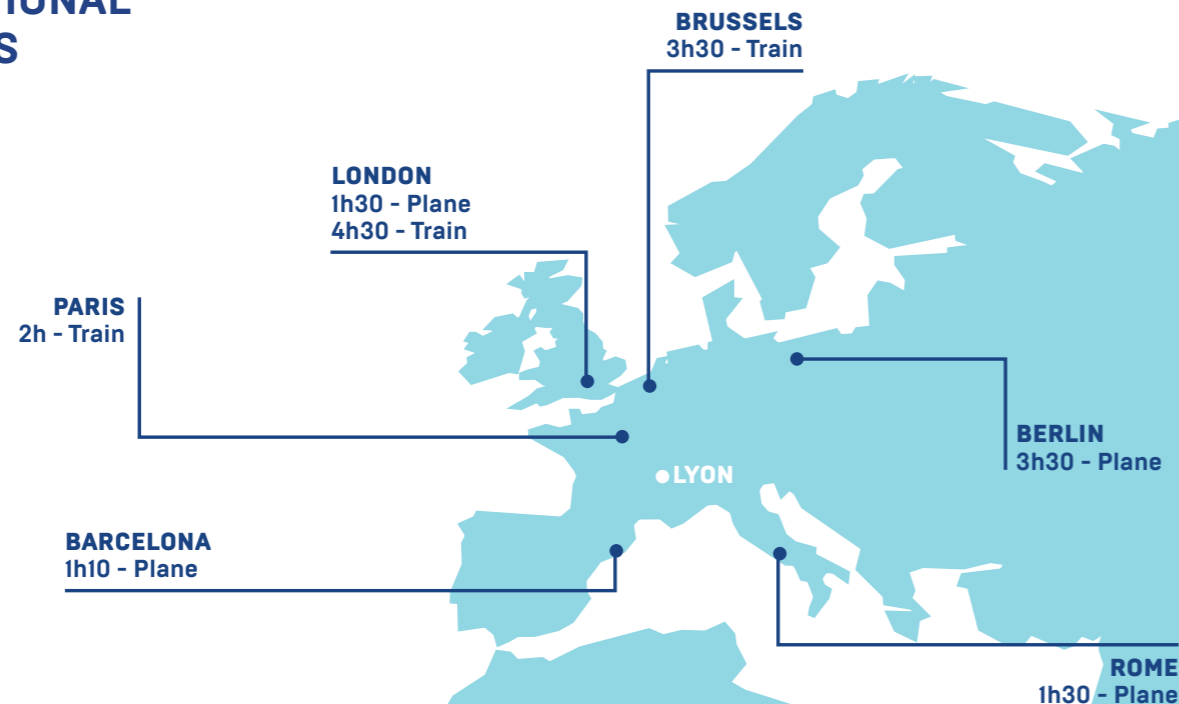 BRUSSELS
3h30 - Train
LONDON
1h30 - Plane
4h30 - Train
PARIS
2h - Train
BERLIN
3h30 - Plane
LYON
BARCELONA
1h10 - Plane
ROME
1h30 - Plane